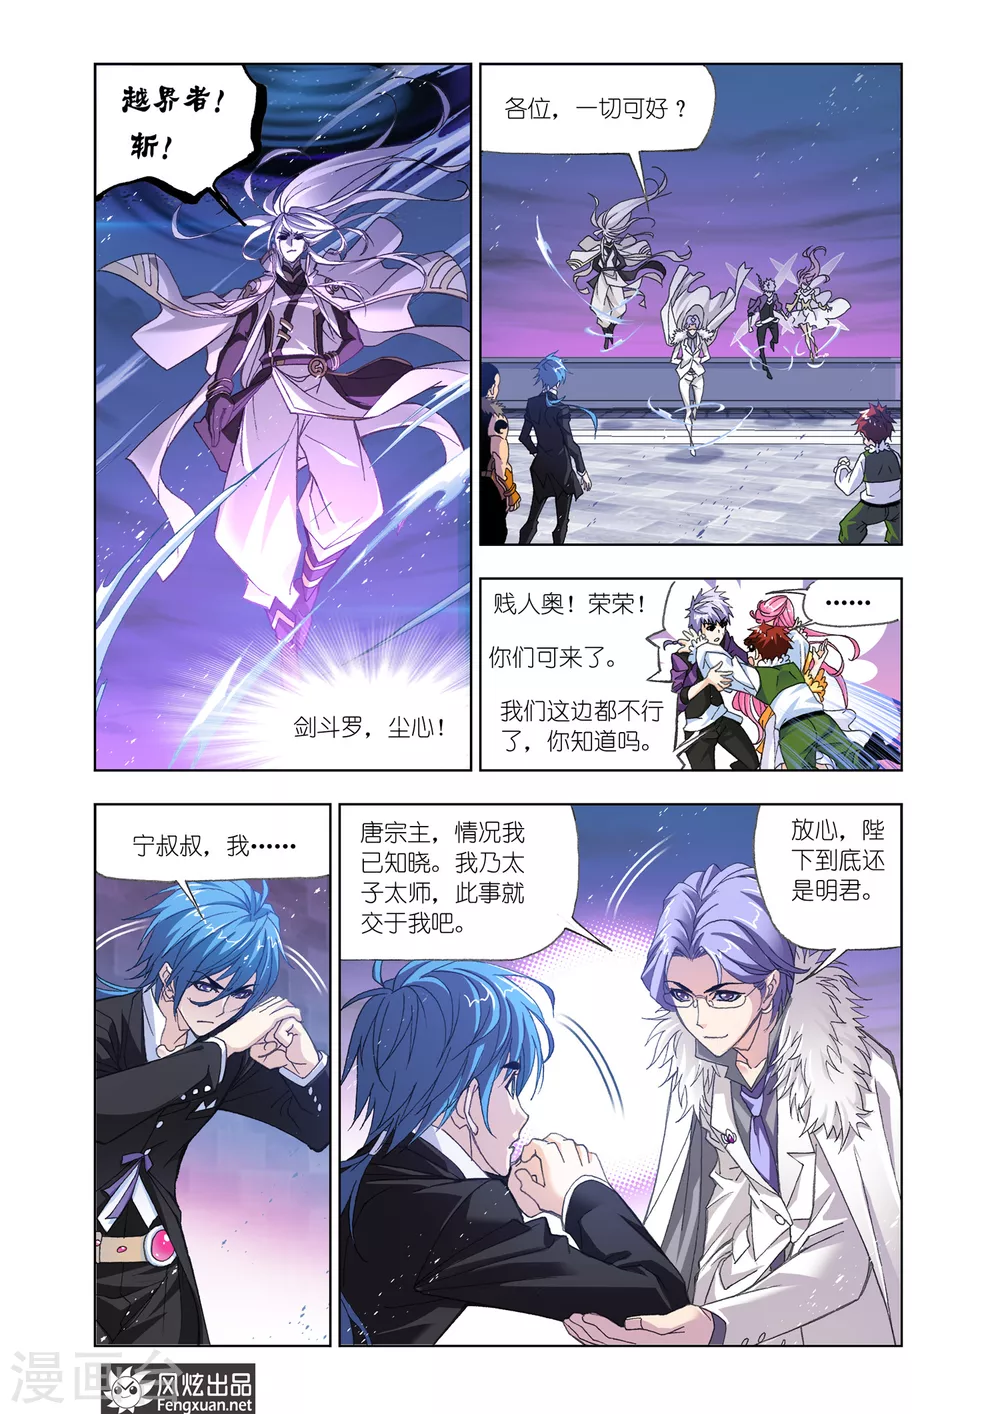 越界者！
斩！
剑斗罗，尘心！
各位，一切可好？
贱人奥！荣荣！
你们可来了。
我们这边都不行
了，你知道吗。
……
宁叔叔，我……
唐宗主，情况我
已知晓。我乃太
子太师，此事就
交于我吧。
放心，陛
下到底还
是明君。
漫画台
风炫出品
Fengxuan.net